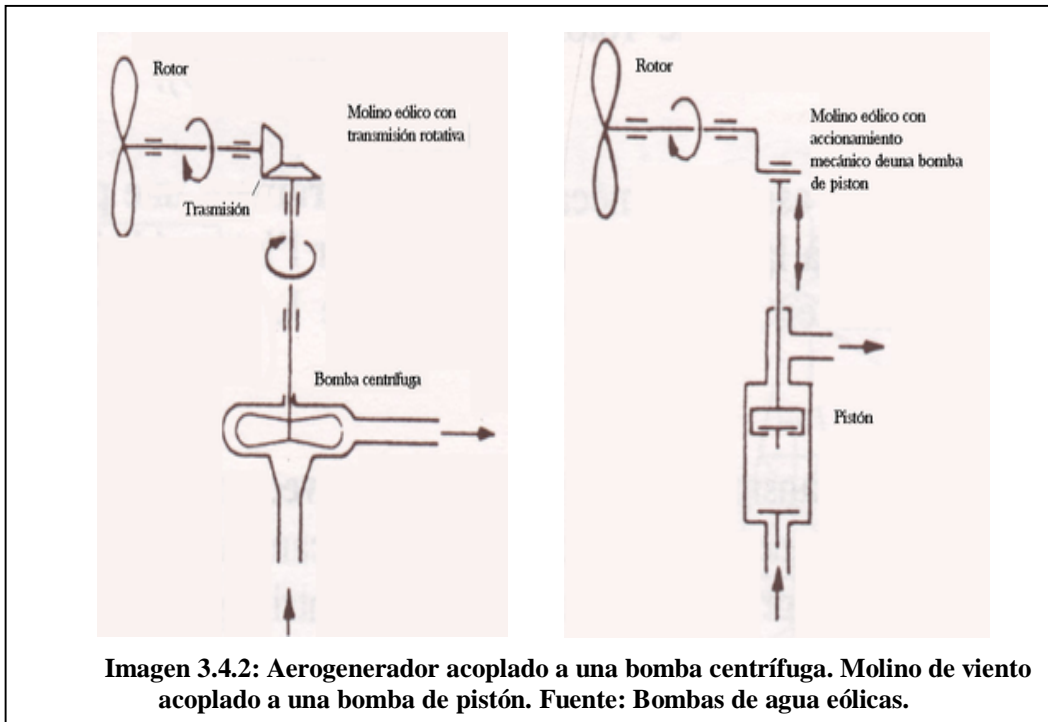 Rotor
Molino eólico con
transmisión rotativa
Trasmisión
Bomba centrífuga
Rotor
Molino eólico con
accionamiento
mecánico deuna bomba
de piston
Pistón
Imagen 3.4.2: Aerogenerador acoplado a una bomba centrífuga. Molino de viento
acoplado a una bomba de pistón. Fuente: Bombas de agua eólicas.